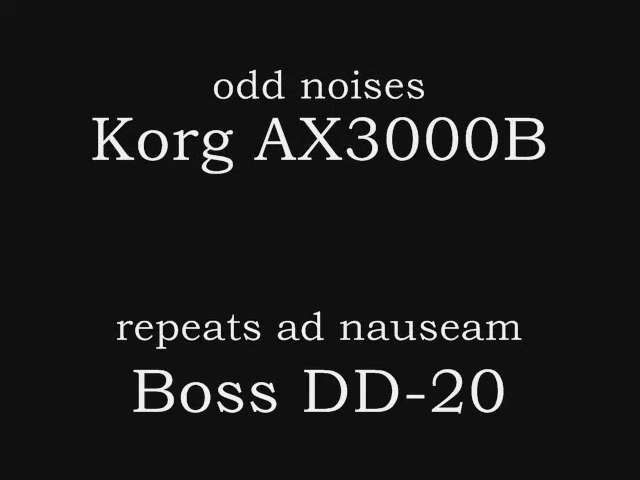 odd noises
Korg AX3000B
repeats ad nauseam
Boss DD-20